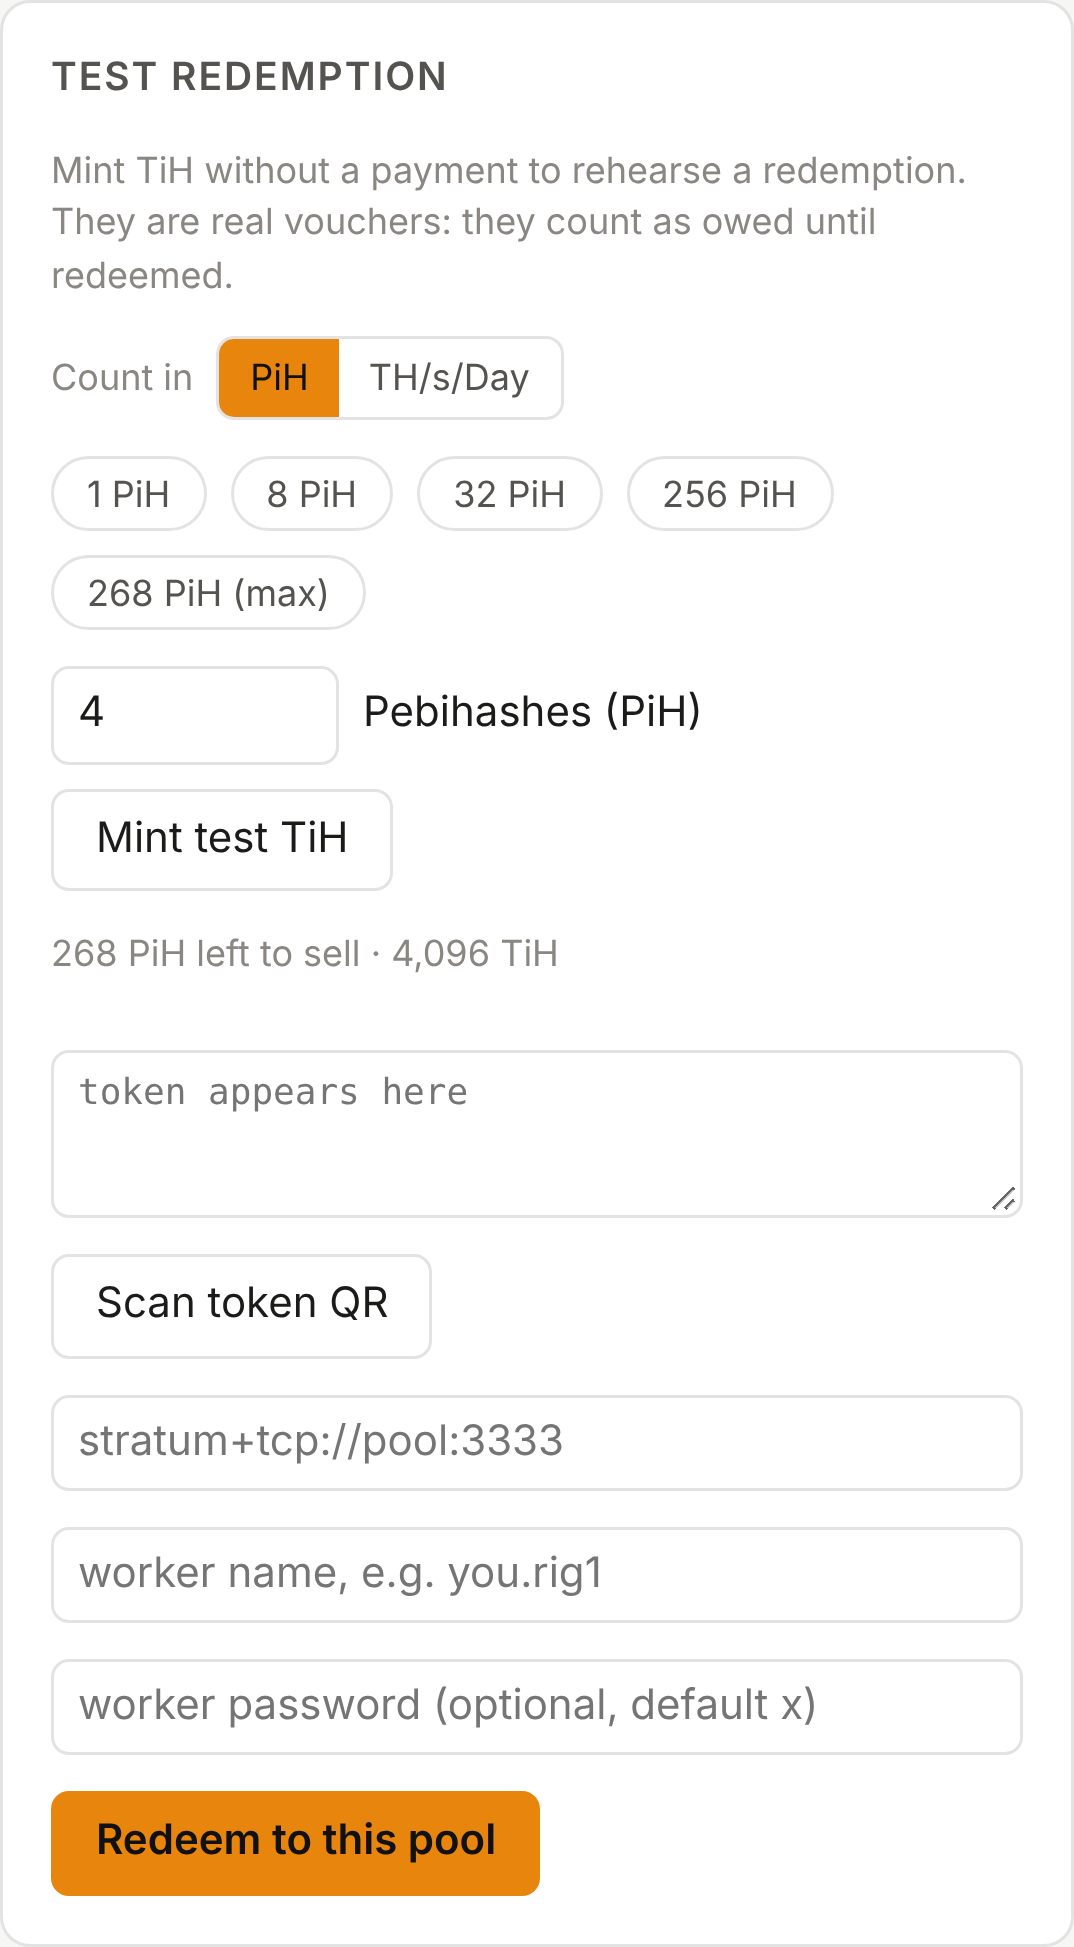 TEST REDEMPTION
Mint TiH without a payment to rehearse a redemption.
They are real vouchers: they count as owed until
redeemed.
Count in PiH TH/s/Day
1 PiH 8 PiH 32 PiH 256 PiH
268 PiH (max)
4 Pebihashes (PiH)
Mint test TiH
268 PiH left to sell · 4,096 TiH
token appears here
Scan token QR
stratum+tcp://pool:3333
worker name, e.g. you.rig1
worker password (optional, default x)
Redeem to this pool